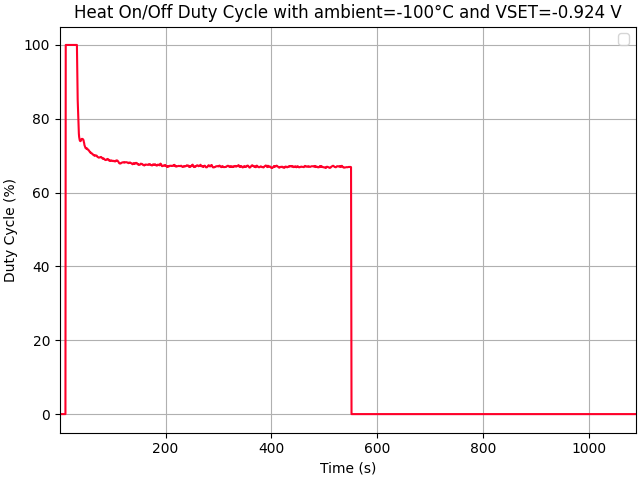 Heat On/Off Duty Cycle with ambient=-100°C and VSET=-0.924 V
Duty Cycle (%)
100
80
60
40
20
0
200 400 600 800 1000
Time (s)